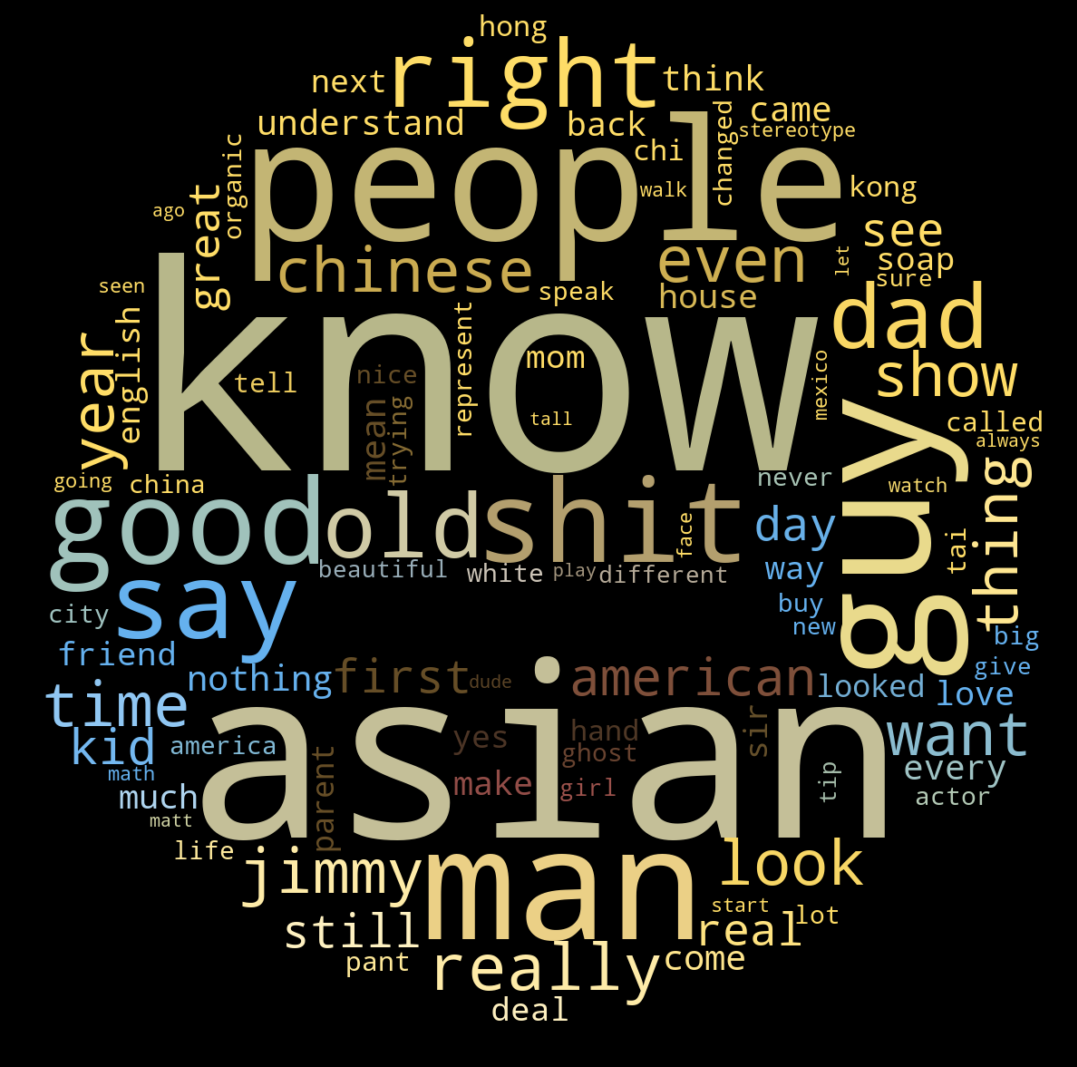 hong
right
next
think
came
understand
back
stereotype
people
chi
changed
organic
walk
kong
ago
great
see
chinese
even
let
soap
sure
seen
speak
house
know
dad
year
english
represent
mom
tell
nice
mexico
show
trying
mean
tall
called
always
guy
going
china
never
watch
thing
good
old
shit
face
day
tai
beautiful
white
play
different
way
say
buy
city
new
big
friend
nothing
first
dude
american
looked
give
love
time
asian
yes
hand
sir
want
kid
america
ghost
every
math
parent
make
girl
tip
much
actor
matt
life
jimmy
man
look
start
lot
still
real
pant
really
come
deal